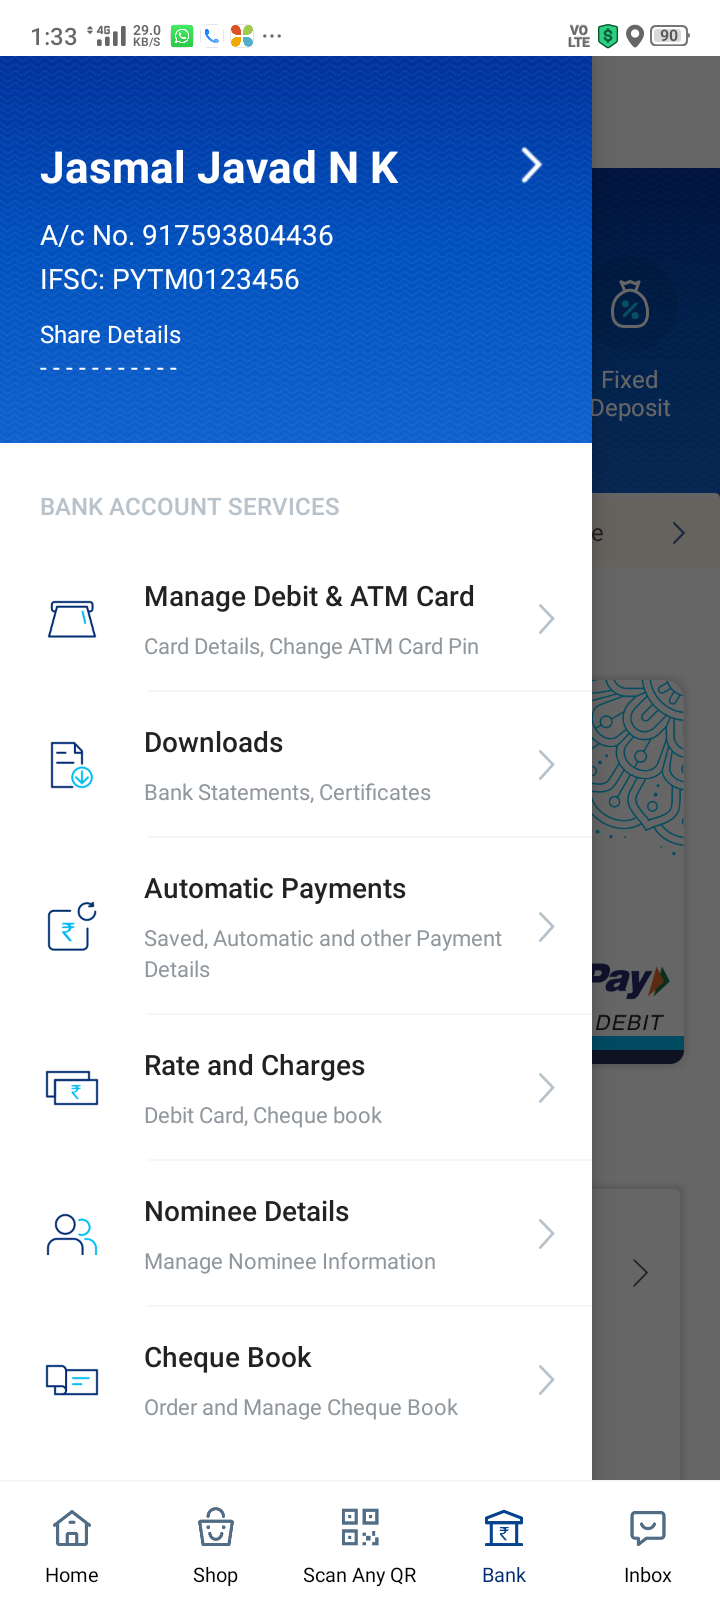 1:33 4G 29.0 KB/S ... VO LTE 90
Jasmal Javad N K
A/c No. 917593804436
IFSC: PYTM0123456
Share Details
Fixed
Deposit
BANK ACCOUNT SERVICES
e
Manage Debit & ATM Card
Card Details, Change ATM Card Pin
Downloads
Bank Statements, Certificates
Automatic Payments
Saved, Automatic and other Payment
Details
Pay
DEBIT
Rate and Charges
Debit Card, Cheque book
Nominee Details
Manage Nominee Information
Cheque Book
Order and Manage Cheque Book
Home Shop Scan Any QR Bank Inbox